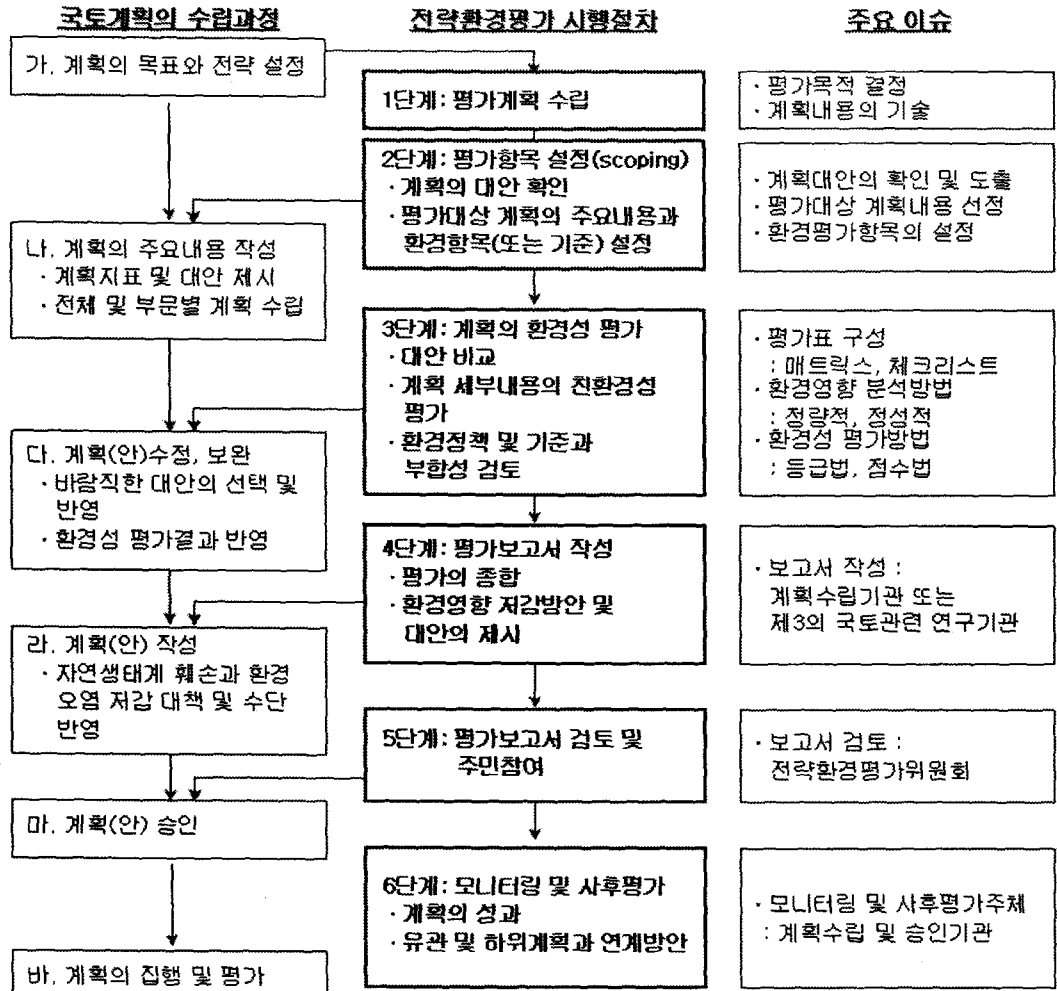 국토계획의 수립과정
가. 계획의 목표와 전략 설정
나. 계획의 주요내용 작성
· 계획지표 및 대안 제시
· 전체 및 부문별 계획 수립
다. 계획(안)수정, 보완
· 바람직한 대안의 선택 및
반영
· 환경성 평가결과 반영
라. 계획(안) 작성
· 자연생태계 훼손과 환경
오염 저감 대책 및 수단
반영
마. 계획(안) 승인
바. 계획의 집행 및 평가
전략환경평가 시행절차
1단계: 평가계획 수립
2단계: 평가항목 설정(scoping)
· 계획의 대안 확인
· 평가대상 계획의 주요내용과
환경항목(또는 기준) 설정
3단계: 계획의 환경성 평가
· 대안 비교
· 계획 세부내용의 친환경성
평가
· 환경정책 및 기준과
부합성 검토
4단계: 평가보고서 작성
· 평가의 종합
· 환경영향 저감방안 및
대안의 제시
5단계: 평가보고서 검토 및
주민참여
6단계: 모니터링 및 사후평가
· 계획의 성과
· 유관 및 하위계획과 연계방안
주요 이슈
· 평가목적 결정
· 계획내용의 기술
· 계획대안의 확인 및 도출
· 평가대상 계획내용 선정
· 환경평가항목의 설정
· 평가표 구성
: 매트릭스, 체크리스트
· 환경영향 분석방법
: 정량적, 정성적
· 환경성 평가방법
: 등급법, 점수법
· 보고서 작성 :
계획수립기관 또는
제3의 국토관련 연구기관
· 보고서 검토 :
전략환경평가위원회
· 모니터링 및 사후평가주체
: 계획수립 및 승인기관